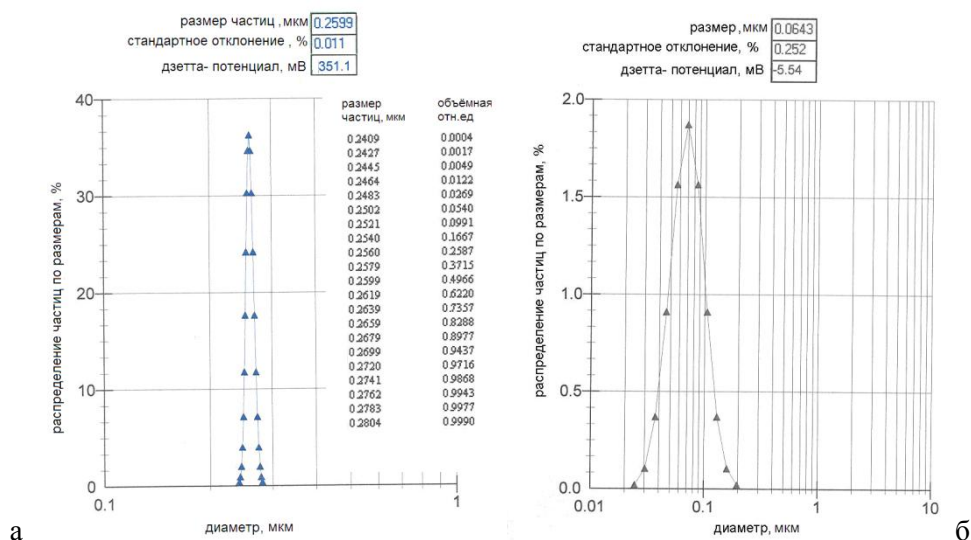 размер частиц , мкм 0.2599
стандартное отклонение , % 0.011
дзетта- потенциал, мВ 351.1
40
30
20
10
0
0.1
1
распределение частиц по размерам, %
диаметр, мкм
размер объёмная
частиц, мкм отн.ед
0.2409 0.0004
0.2427 0.0017
0.2445 0.0049
0.2464 0.0122
0.2483 0.0269
0.2502 0.0540
0.2521 0.0991
0.2540 0.1667
0.2560 0.2587
0.2579 0.3715
0.2599 0.4966
0.2619 0.6220
0.2639 0.7357
0.2659 0.8288
0.2679 0.8977
0.2699 0.9437
0.2720 0.9716
0.2741 0.9868
0.2762 0.9943
0.2783 0.9977
0.2804 0.9990
а
размер, мкм 0.0643
стандартное отклонение, % 0.252
дзетта- потенциал, мВ -5.54
2.0
1.5
1.0
0.5
0.0
0.01
0.1
1
10
распределение частиц по размерам, %
диаметр, мкм
б